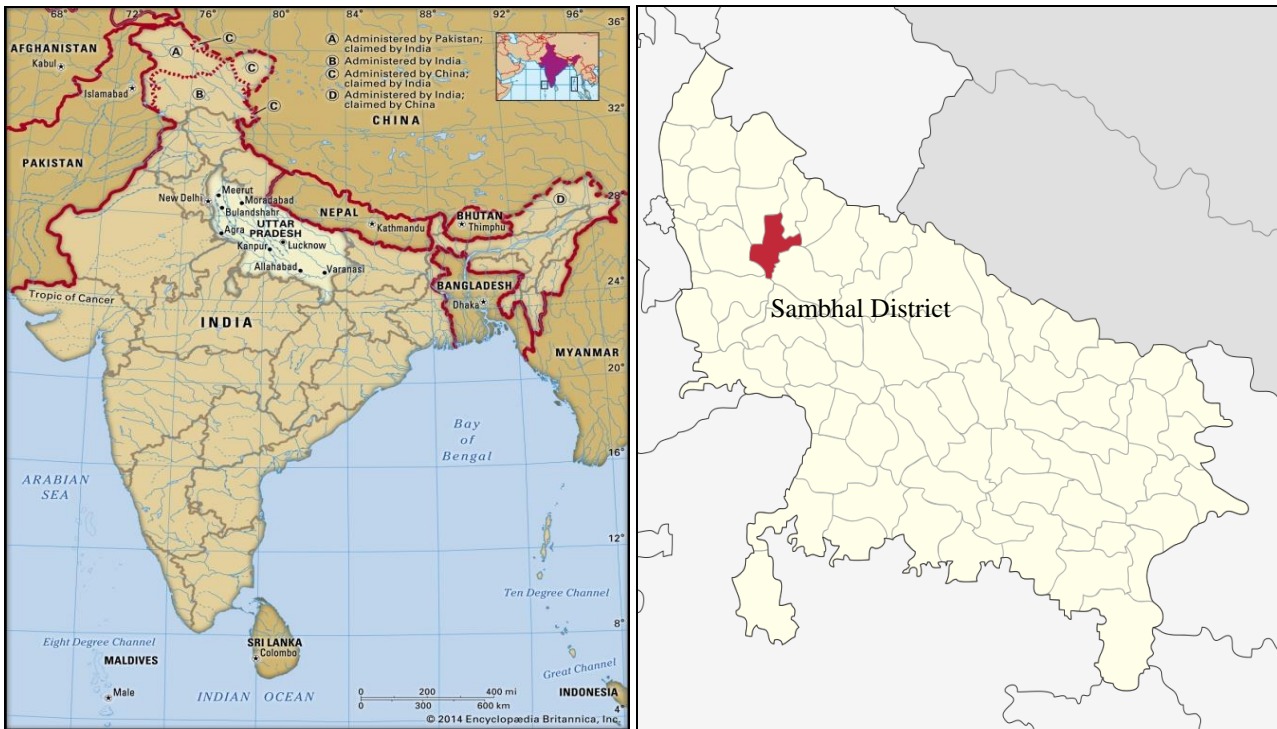 68°
72°
76°
80°
84°
88°
92°
96°
28°
32°
28°
24°
20°
16°
12°
8°
4°
AFGHANISTAN
Kabul
Islamabad
PAKISTAN
A
C
C
B
C
C
A Administered by Pakistan;
claimed by India
B Administered by India
C Administered by China;
claimed by India
D Administered by India;
claimed by China
CHINA
New Delhi
Meerut
Moradabad
Bulandshahr
Agra
UTTAR
PRADESH
Kanpur
Lucknow
Allahabad
Varanasi
NEPAL
Kathmandu
BHUTAN
Thimphu
D
BANGLADESH
Dhaka
Tropic of Cancer
INDIA
MYANMAR
Bay
of
Bengal
ARABIAN
SEA
Ten Degree Channel
Eight Degree Channel
MALDIVES
Male
SRI LANKA
Colombo
Great Channel
INDIAN OCEAN
INDONESIA
0 200 400 mi
0 300 600 km
© 2014 Encyclopædia Britannica, Inc.
Sambhal District